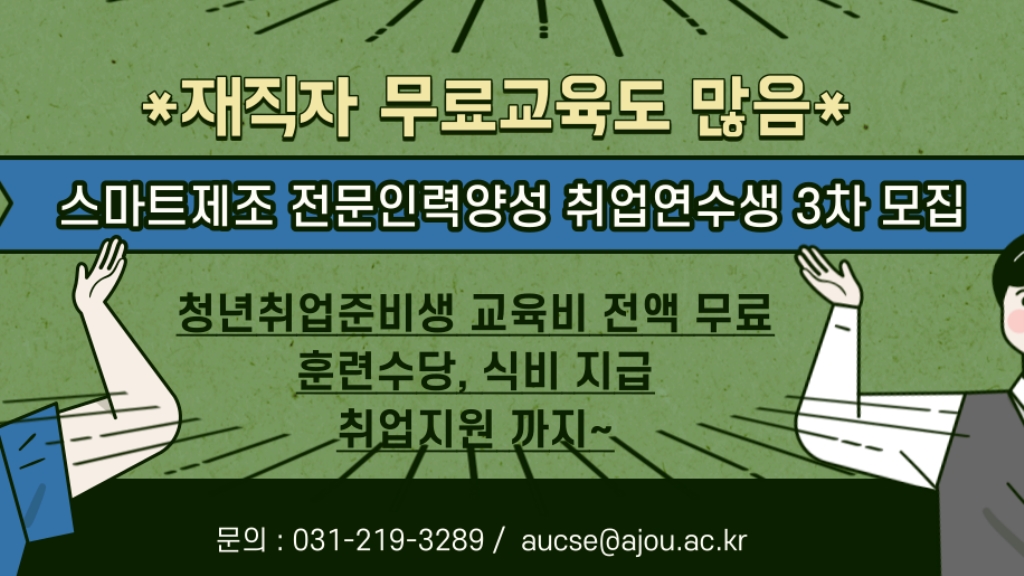 *재직자 무료교육도 많음*
스마트제조 전문인력양성 취업연수생 3차 모집
청년취업준비생 교육비 전액 무료
훈련수당, 식비 지급
취업지원 까지~
문의 : 031-219-3289 / aucse@ajou.ac.kr